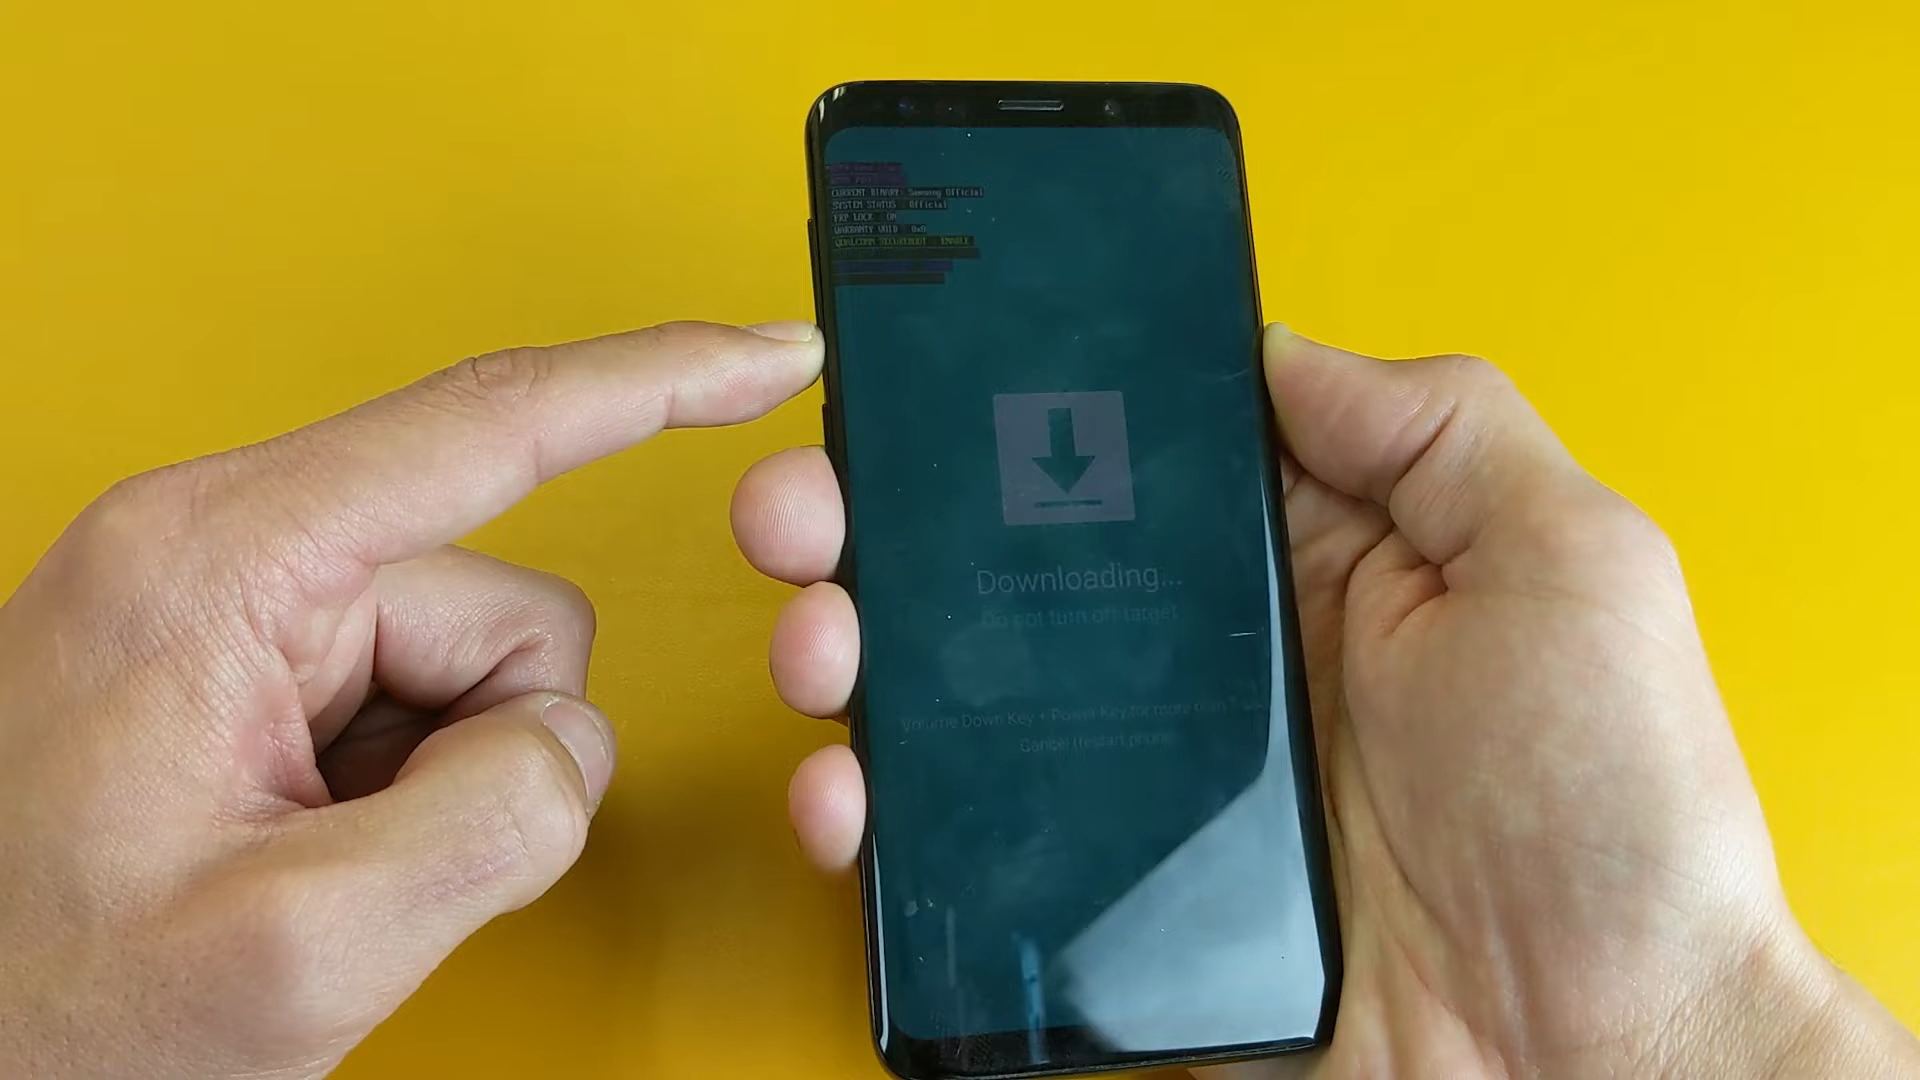 CURRENT BINARY: Samsung Official
SYSTEM STATUS : Official
FRP LOCK : ON
WARRANTY VOID : 0x0
QUALCOMM SECUREBOOT : ENABLE
Downloading...
Do not turn off target
Volume Down Key + Power Key for more than 7
Cancel (restart phone)